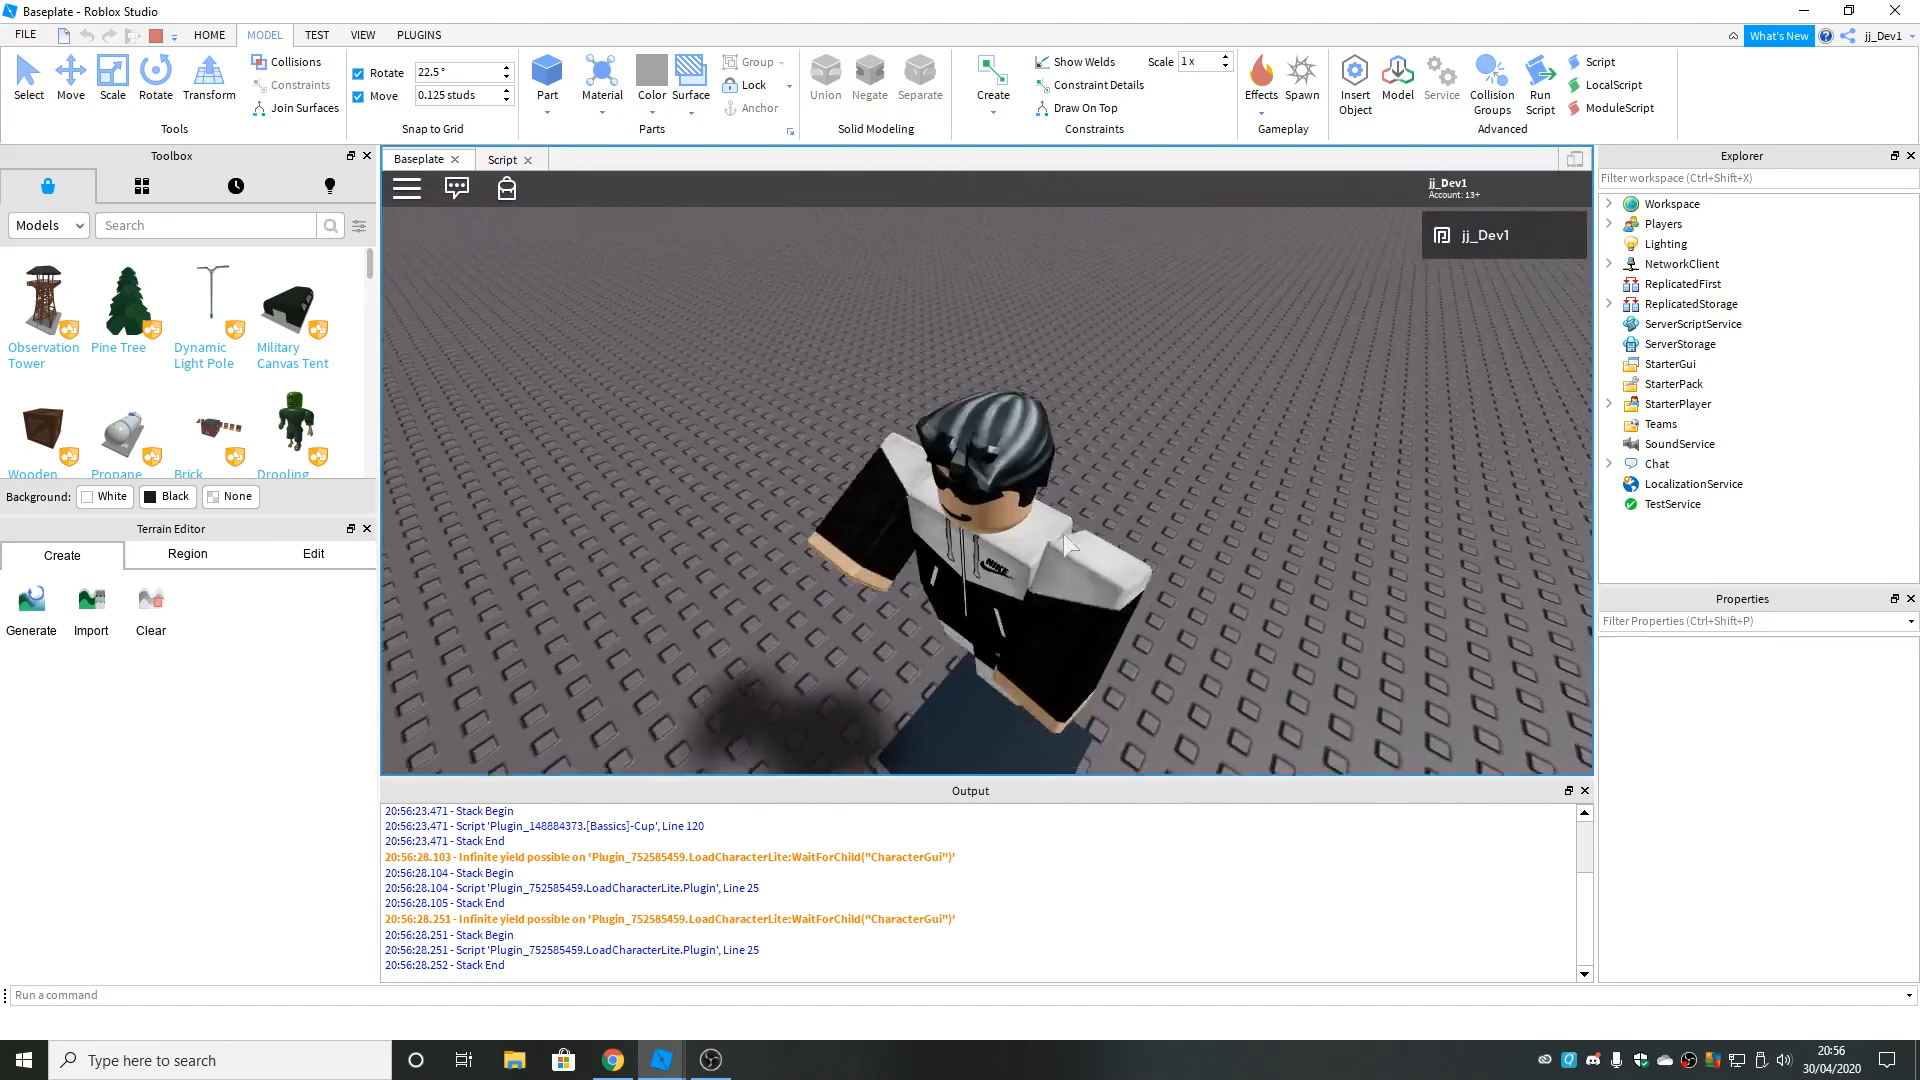 Baseplate - Roblox Studio
FILE
HOME
MODEL
TEST
VIEW
PLUGINS
What's New
jj_Dev1
Select
Move
Scale
Rotate
Transform
Collisions
Constraints
Join Surfaces
Tools
Rotate
22.5 °
Move
0.125 studs
Snap to Grid
Part
Material
Color
Surface
Group
Lock
Anchor
Parts
Union
Negate
Separate
Solid Modeling
Create
Show Welds
Scale
1 x
Constraint Details
Draw On Top
Constraints
Effects
Spawn
Gameplay
Insert
Object
Model
Service
Collision
Groups
Run
Script
Script
LocalScript
ModuleScript
Advanced
Toolbox
Models
Search
Observation
Tower
Pine Tree
Dynamic
Light Pole
Military
Canvas Tent
Wooden
Propane
Brick
Drooling
Background:
White
Black
None
Terrain Editor
Create
Region
Edit
Generate
Import
Clear
Baseplate
Script
jj_Dev1
Account: 13+
jj_Dev1
NIKE
Output
20:56:23.471 - Stack Begin
20:56:23.471 - Script 'Plugin_148884373.[Bassics]-Cup', Line 120
20:56:23.471 - Stack End
20:56:28.103 - Infinite yield possible on 'Plugin_752585459.LoadCharacterLite:WaitForChild("CharacterGui")'
20:56:28.104 - Stack Begin
20:56:28.104 - Script 'Plugin_752585459.LoadCharacterLite.Plugin', Line 25
20:56:28.105 - Stack End
20:56:28.251 - Infinite yield possible on 'Plugin_752585459.LoadCharacterLite:WaitForChild("CharacterGui")'
20:56:28.251 - Stack Begin
20:56:28.251 - Script 'Plugin_752585459.LoadCharacterLite.Plugin', Line 25
20:56:28.252 - Stack End
Explorer
Filter workspace (Ctrl+Shift+X)
Workspace
Players
Lighting
NetworkClient
ReplicatedFirst
ReplicatedStorage
ServerScriptService
ServerStorage
StarterGui
StarterPack
StarterPlayer
Teams
SoundService
Chat
LocalizationService
TestService
Properties
Filter Properties (Ctrl+Shift+P)
Run a command
Type here to search
20:56
30/04/2020